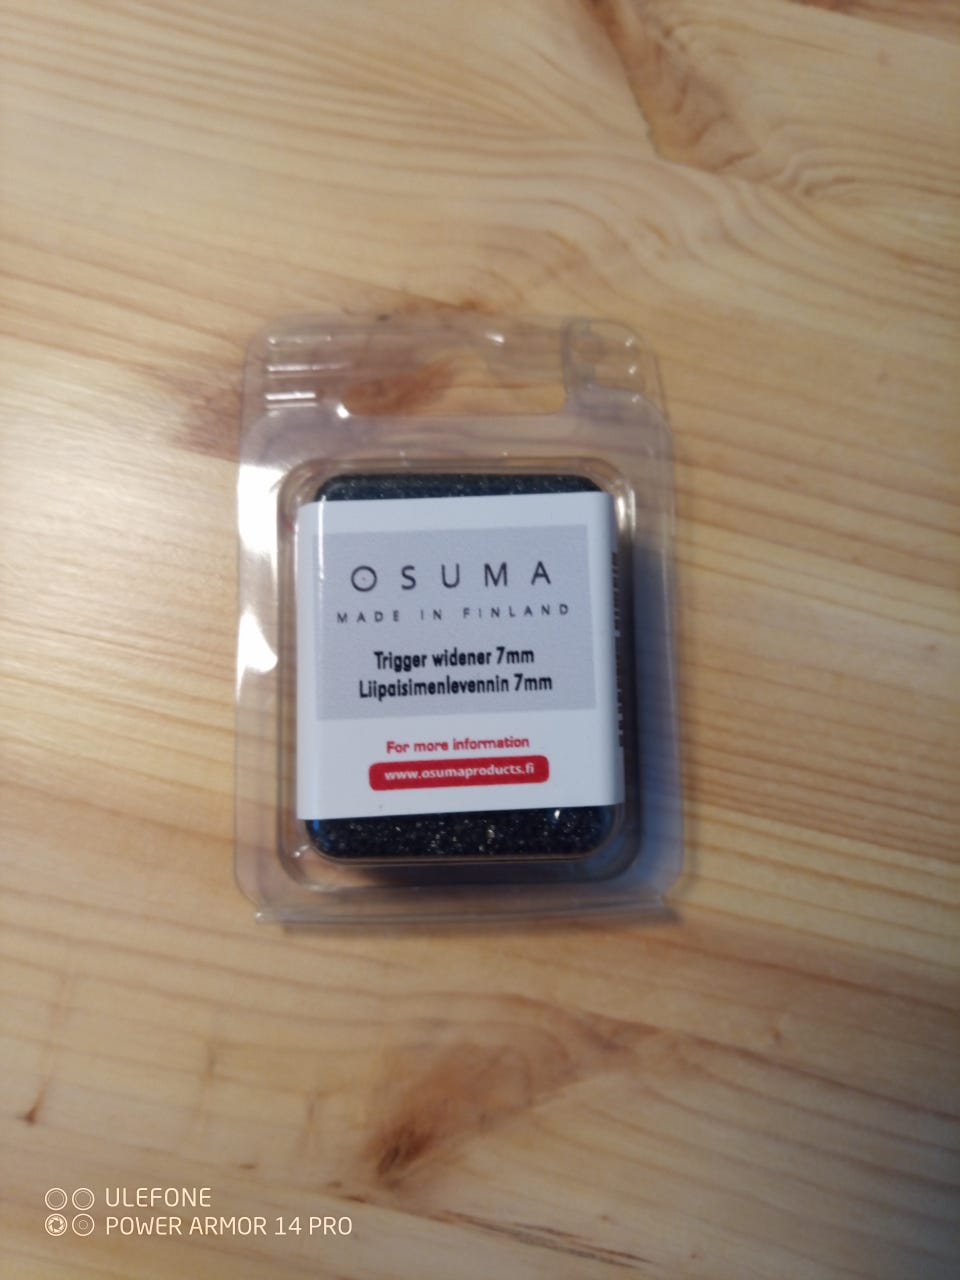 OSUMA
MADE IN FINLAND
Trigger widener 7mm
Liipaisimenlevennin 7mm
For more information
www.osumaproducts.fi
ULEFONE
POWER ARMOR 14 PRO